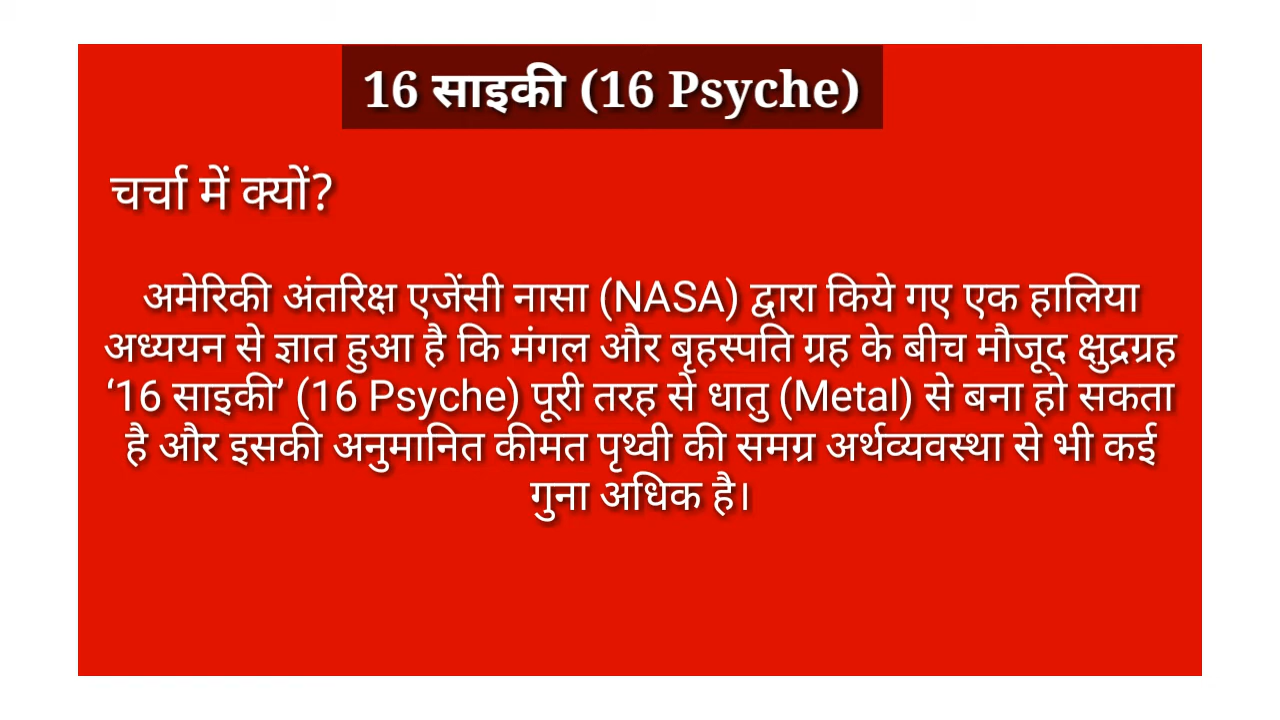 16 साइकी (16 Psyche)
चर्चा में क्यों?
अमेरिकी अंतरिक्ष एजेंसी नासा (NASA) द्वारा किये गए एक हालिया
अध्ययन से ज्ञात हुआ है कि मंगल और बृहस्पति ग्रह के बीच मौजूद क्षुद्रग्रह
‘16 साइकी’ (16 Psyche) पूरी तरह से धातु (Metal) से बना हो सकता
है और इसकी अनुमानित कीमत पृथ्वी की समग्र अर्थव्यवस्था से भी कई
गुना अधिक है।